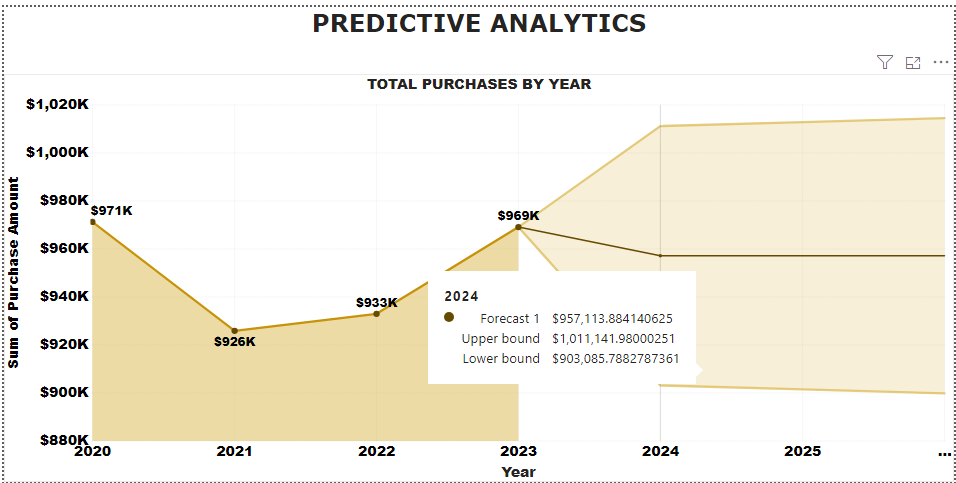 PREDICTIVE ANALYTICS
TOTAL PURCHASES BY YEAR
Sum of Purchase Amount
$1,020K
$1,000K
$980K
$960K
$940K
$920K
$900K
$880K
$971K
$926K
$933K
$969K
2024
Forecast 1 $957,113.884140625
Upper bound $1,011,141.98000251
Lower bound $903,085.7882787361
2020 2021 2022 2023 2024 2025 ...
Year